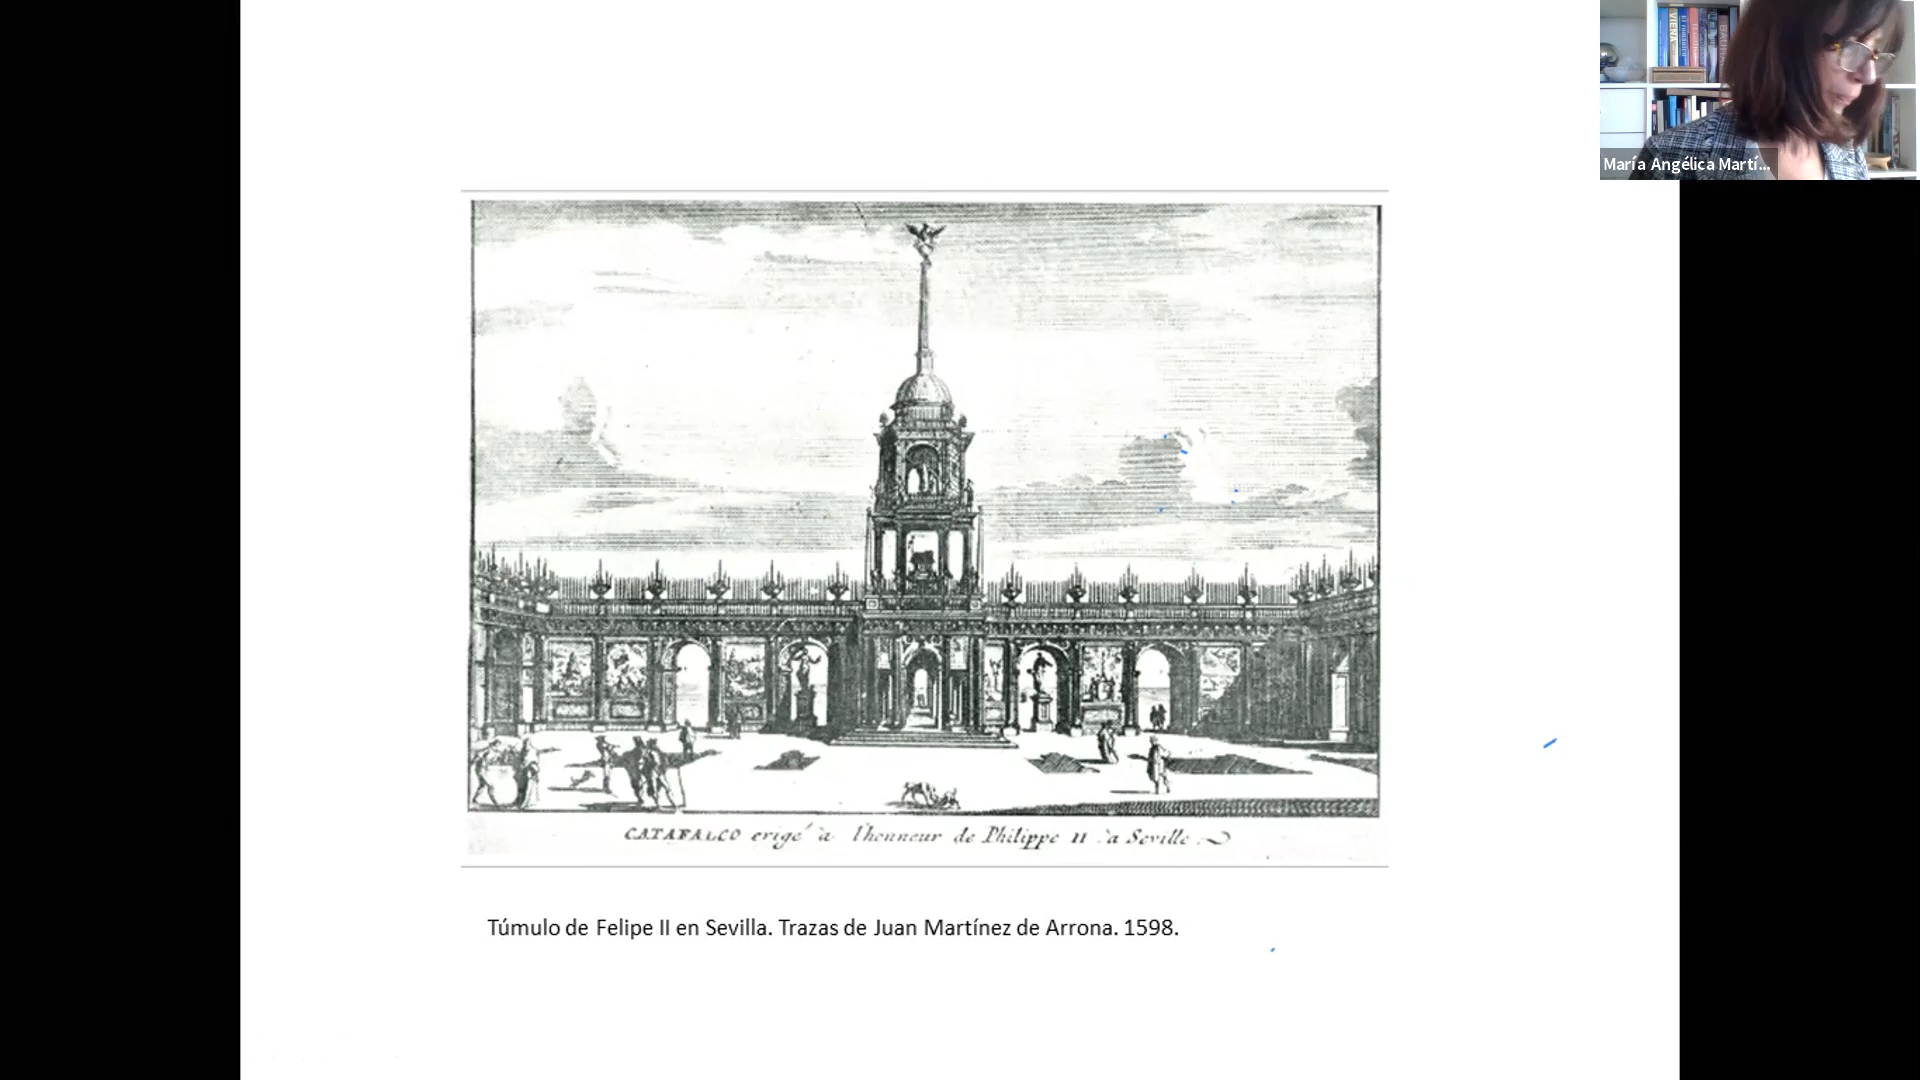 VIENA
María Angélica Martí...
CATAFALCO erigé à l'honneur de Philippe II à Seville
Túmulo de Felipe II en Sevilla. Trazas de Juan Martínez de Arrona. 1598.